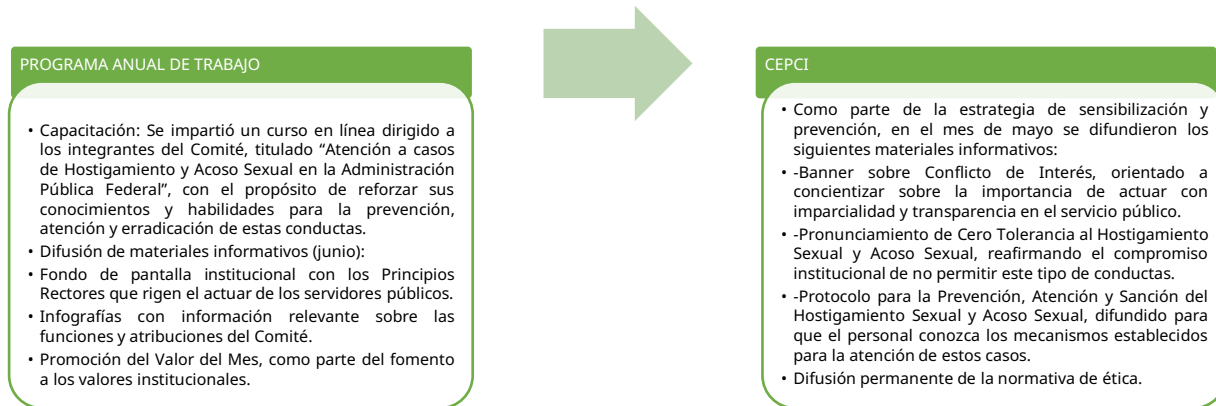 PROGRAMA ANUAL DE TRABAJO
• Capacitación: Se impartió un curso en línea dirigido a
los integrantes del Comité, titulado “Atención a casos
de Hostigamiento y Acoso Sexual en la Administración
Pública Federal”, con el propósito de reforzar sus
conocimientos y habilidades para la prevención,
atención y erradicación de estas conductas.
• Difusión de materiales informativos (junio):
• Fondo de pantalla institucional con los Principios
Rectores que rigen el actuar de los servidores públicos.
• Infografías con información relevante sobre las
funciones y atribuciones del Comité.
• Promoción del Valor del Mes, como parte del fomento
a los valores institucionales.
CEPCI
• Como parte de la estrategia de sensibilización y
prevención, en el mes de mayo se difundieron los
siguientes materiales informativos:
• -Banner sobre Conflicto de Interés, orientado a
concientizar sobre la importancia de actuar con
imparcialidad y transparencia en el servicio público.
• -Pronunciamiento de Cero Tolerancia al Hostigamiento
Sexual y Acoso Sexual, reafirmando el compromiso
institucional de no permitir este tipo de conductas.
• -Protocolo para la Prevención, Atención y Sanción del
Hostigamiento Sexual y Acoso Sexual, difundido para
que el personal conozca los mecanismos establecidos
para la atención de estos casos.
• Difusión permanente de la normativa de ética.